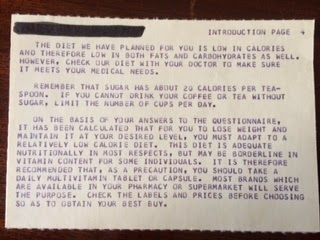 INTRODUCTION PAGE 4
THE DIET WE HAVE PLANNED FOR YOU IS LOW IN CALORIES
AND THEREFORE LOW IN BOTH FATS AND CARBOHYDRATES AS WELL.
HOWEVER, CHECK OUR DIET WITH YOUR DOCTOR TO MAKE SURE
IT MEETS YOUR MEDICAL NEEDS.
REMEMBER THAT SUGAR HAS ABOUT 20 CALORIES PER TEA-
SPOON. IF YOU CANNOT DRINK YOUR COFFEE OR TEA WITHOUT
SUGAR, LIMIT THE NUMBER OF CUPS PER DAY.
ON THE BASIS OF YOUR ANSWERS TO THE QUESTIONNAIRE,
IT HAS BEEN CALCULATED THAT FOR YOU TO LOSE WEIGHT AND
MAINTAIN IT AT YOUR DESIRED LEVEL, YOU MUST ADAPT TO A
RELATIVELY LOW CALORIE DIET. THIS DIET IS ADEQUATE
NUTRITIONALLY IN MOST RESPECTS, BUT MAY BE BORDERLINE IN
VITAMIN CONTENT FOR SOME INDIVIDUALS. IT IS THEREFORE
RECOMMENDED THAT, AS A PRECAUTION, YOU SHOULD TAKE A
DAILY MULTIVITAMIN TABLET OR CAPSULE. MOST BRANDS WHICH
ARE AVAILABLE IN YOUR PHARMACY OR SUPERMARKET WILL SERVE
THE PURPOSE. CHECK THE LABELS AND PRICES BEFORE CHOOSING
SO AS TO OBTAIN YOUR BEST BUY.